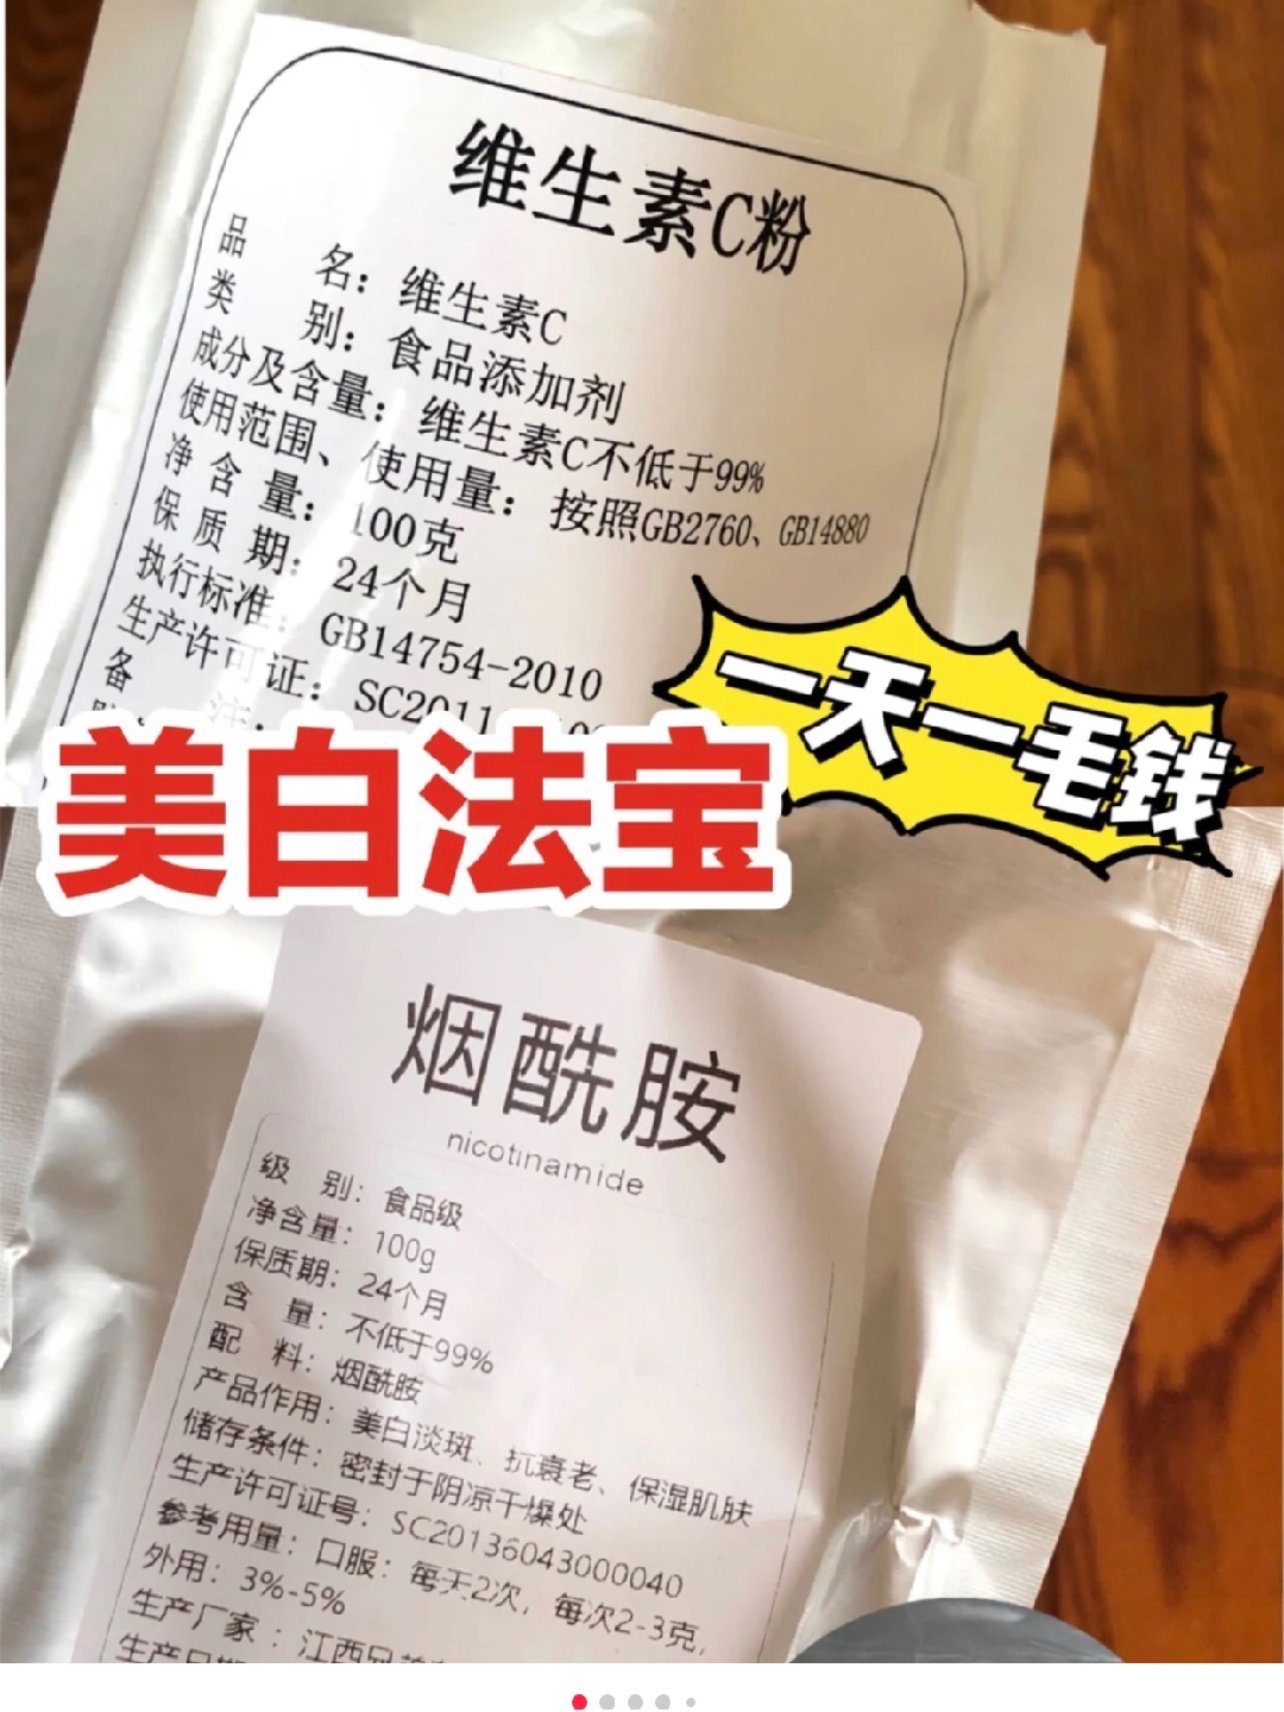 维生素C粉
品 名：维生素C
类 别：食品添加剂
成分及含量：维生素C不低于99%
使用范围、使用量：按照GB2760、GB14880
净含量：100克
保质期：24个月
执行标准：GB14754-2010
生产许可证：SC2011
备 注：
一天一毛钱
美白法宝
烟酰胺
nicotinamide
级 别：食品级
净含量：100g
保质期：24个月
含 量：不低于99%
配 料：烟酰胺
产品作用：美白淡斑、抗衰老、保湿肌肤
储存条件：密封于阴凉干燥处
生产许可证号：SC20136043000040
参考用量：口服：每天2次，每次2-3克，
外用：3%-5%
生产厂家：江西
生产日期